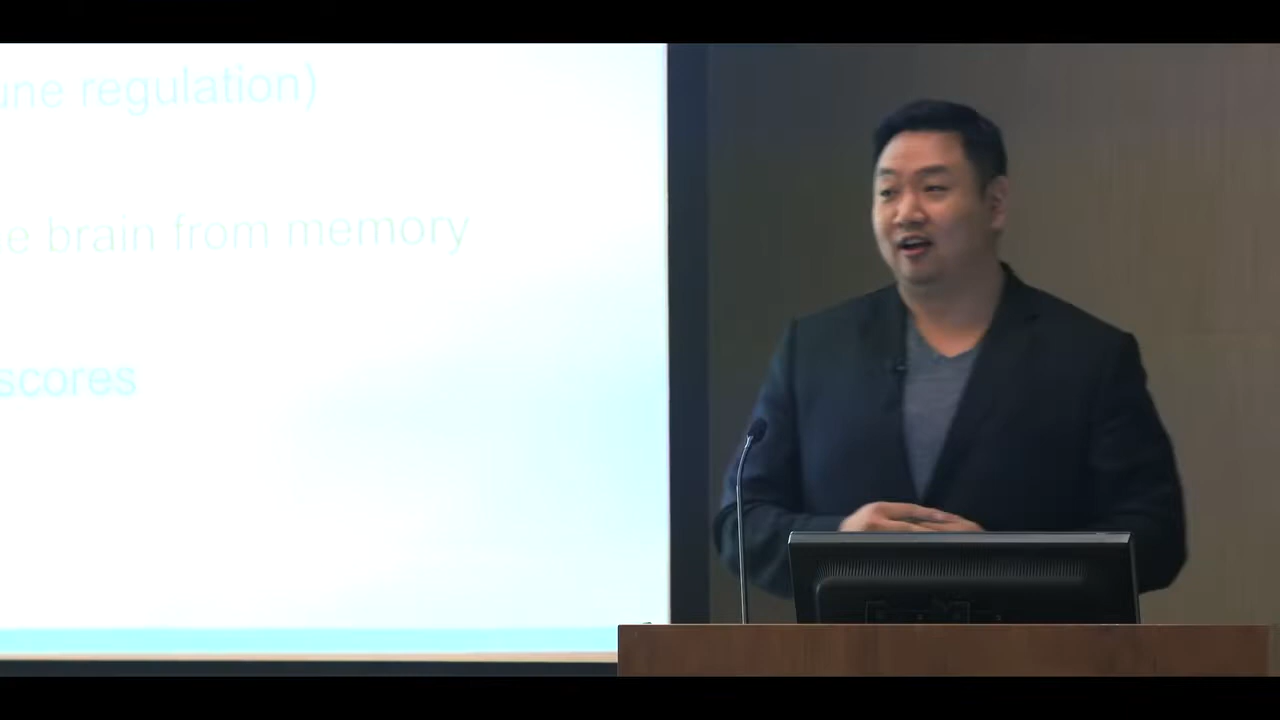 une regulation)
e brain from memory
scores